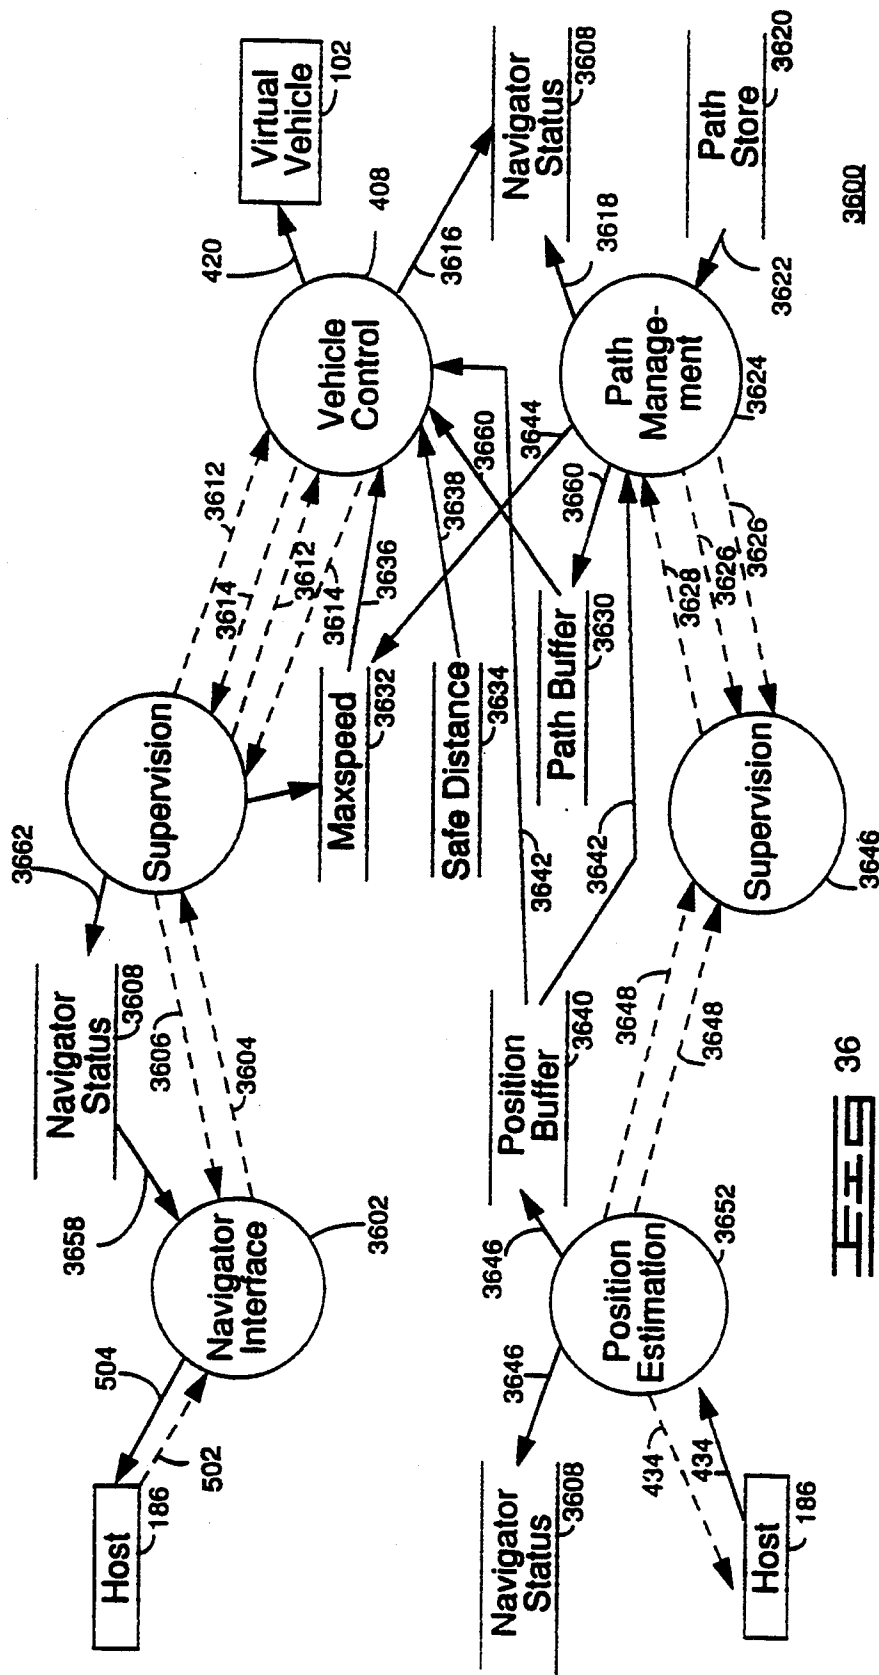 Host
186
504
502
Navigator
Interface
3602
3658
Navigator
Status
3608
3606
3604
3662
Supervision
3612
3614
3612
3614
Vehicle
Control
408
420
Virtual
Vehicle
102
3616
Navigator
Status
3608
Maxspeed
3632
3636
Safe Distance
3634
3638
3660
3644
Path Buffer
3630
3660
3642
3642
Position
Buffer
3640
Path
Manage-
ment
3624
3618
3622
Path
Store
3620
3628
3626
3626
Supervision
3646
3648
3648
Position
Estimation
3652
3646
3646
Navigator
Status
3608
434
434
Host
186
3600
FIG 36